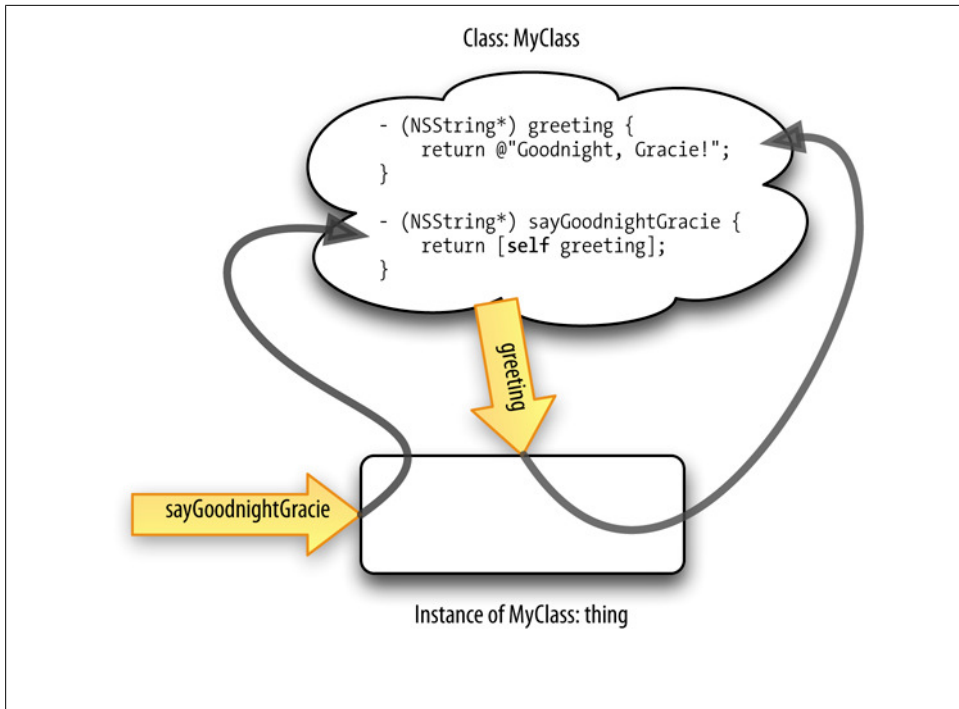 Class: MyClass
- (NSString*) greeting {
    return @"Goodnight, Gracie!";
}
- (NSString*) sayGoodnightGracie {
    return [self greeting];
}
greeting
sayGoodnightGracie
Instance of MyClass: thing